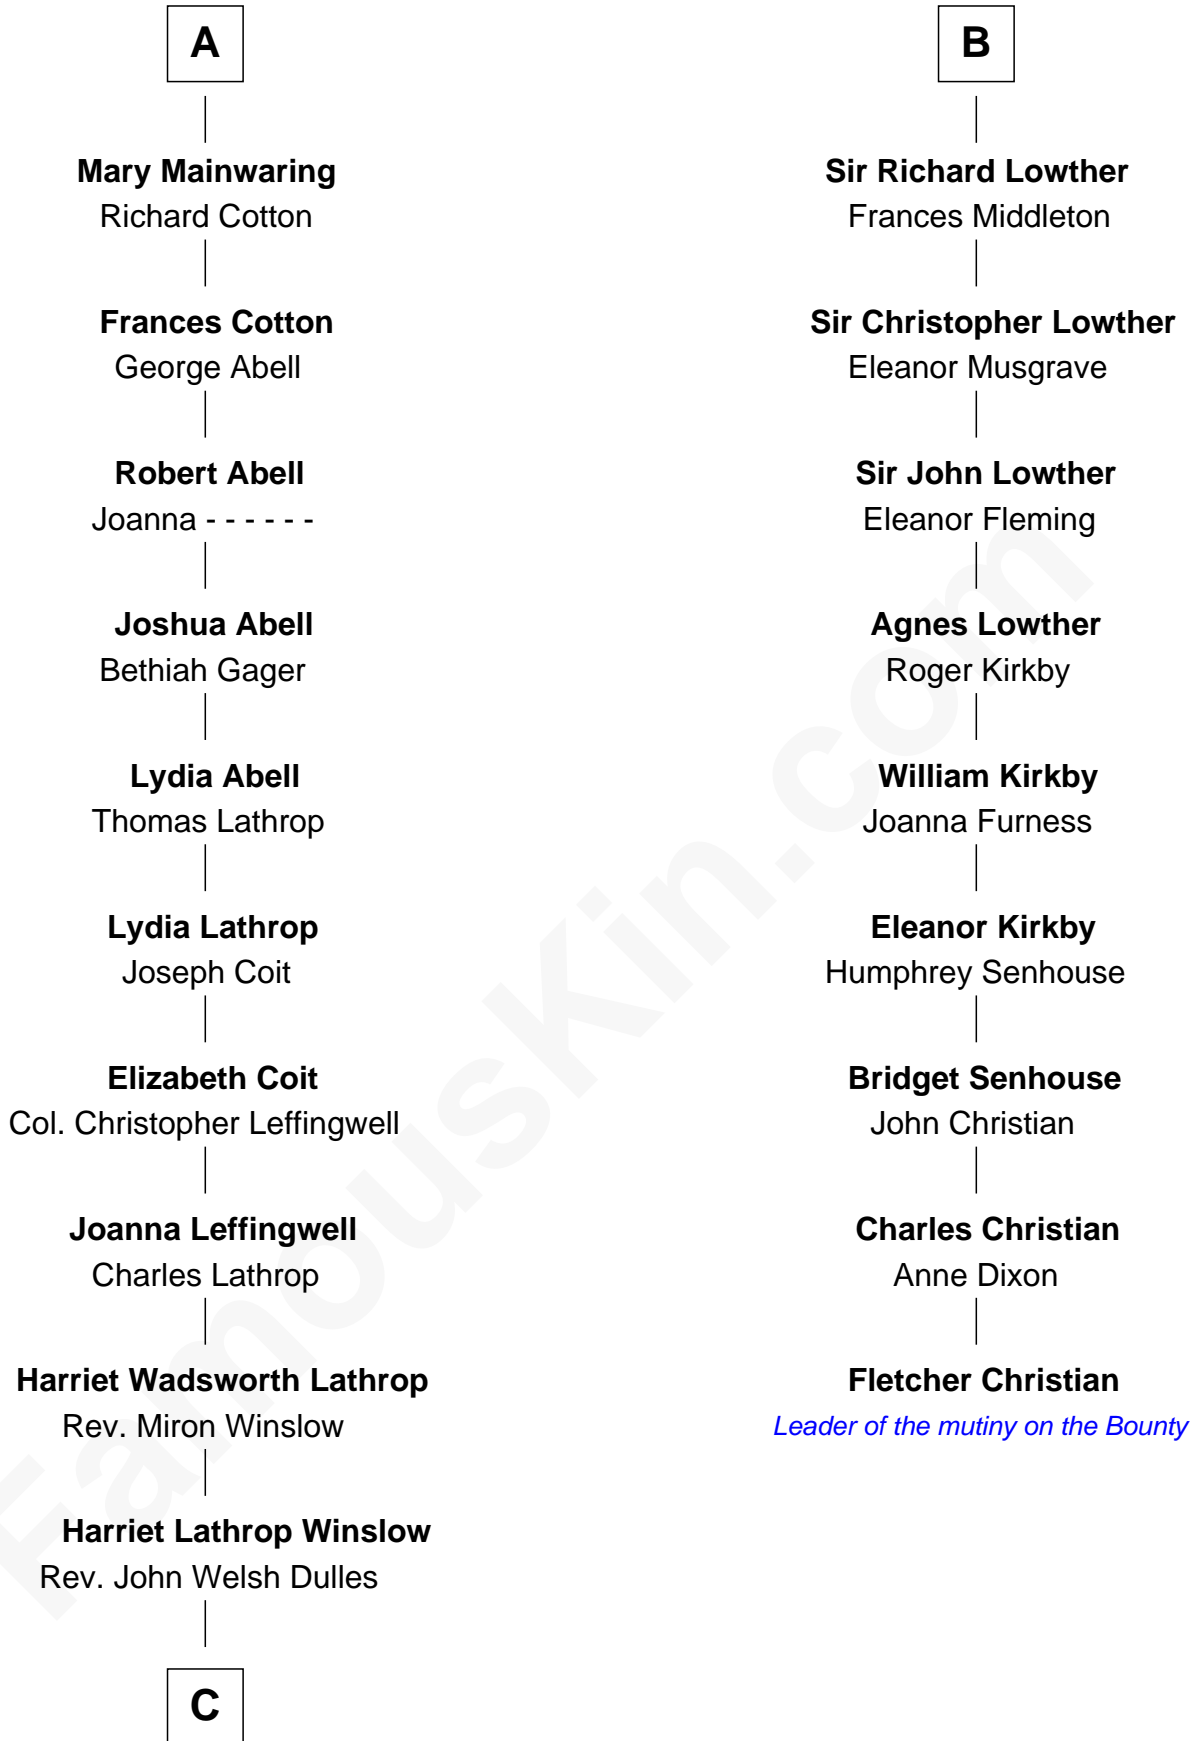 A
Mary Mainwaring
Richard Cotton
Frances Cotton
George Abell
Robert Abell
Joanna - - - - - -
Joshua Abell
Bethiah Gager
Lydia Abell
Thomas Lathrop
Lydia Lathrop
Joseph Coit
Elizabeth Coit
Col. Christopher Leffingwell
Joanna Leffingwell
Charles Lathrop
Harriet Wadsworth Lathrop
Rev. Miron Winslow
Harriet Lathrop Winslow
Rev. John Welsh Dulles
C
B
Sir Richard Lowther
Frances Middleton
Sir Christopher Lowther
Eleanor Musgrave
Sir John Lowther
Eleanor Fleming
Agnes Lowther
Roger Kirkby
William Kirkby
Joanna Furness
Eleanor Kirkby
Humphrey Senhouse
Bridget Senhouse
John Christian
Charles Christian
Anne Dixon
Fletcher Christian
Leader of the mutiny on the Bounty
FamousKin.com